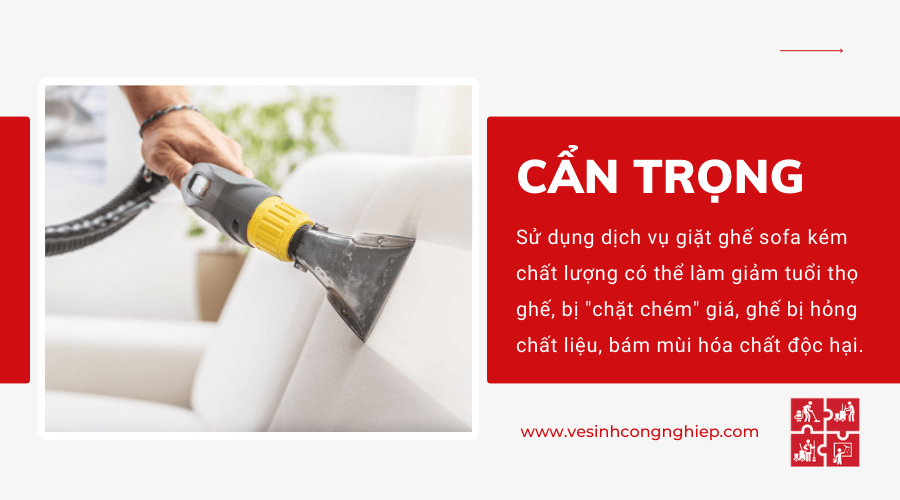 CẨN TRỌNG
Sử dụng dịch vụ giặt ghế sofa kém
chất lượng có thể làm giảm tuổi thọ
ghế, bị "chặt chém" giá, ghế bị hỏng
chất liệu, bám mùi hóa chất độc hại.
www.vesinhcongnghiep.com